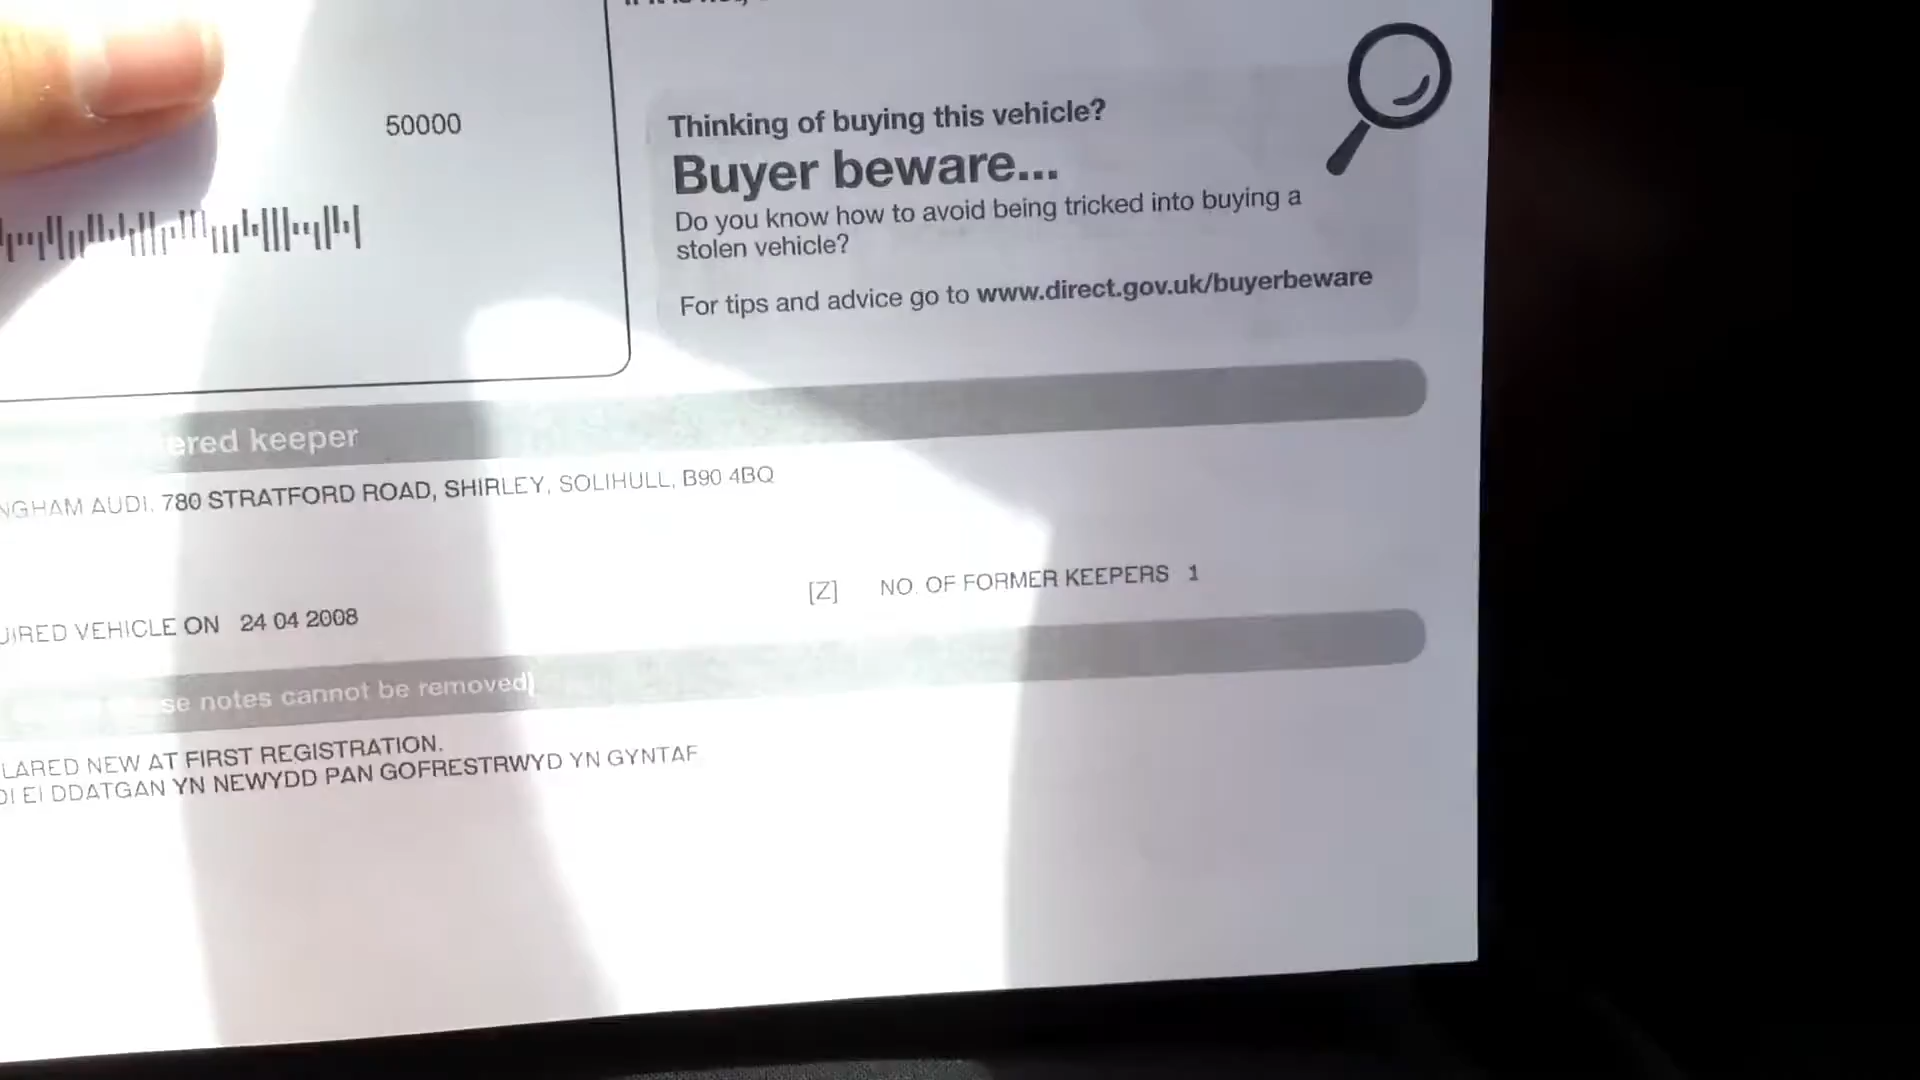 50000
Thinking of buying this vehicle?
Buyer beware...
Do you know how to avoid being tricked into buying a
stolen vehicle?
For tips and advice go to www.direct.gov.uk/buyerbeware
ered keeper
NGHAM AUDI, 780 STRATFORD ROAD, SHIRLEY, SOLIHULL, B90 4BQ
[Z] NO. OF FORMER KEEPERS 1
UIRED VEHICLE ON 24 04 2008
se notes cannot be removed)
LARED NEW AT FIRST REGISTRATION.
DI EI DDATGAN YN NEWYDD PAN GOFRESTRWYD YN GYNTAF